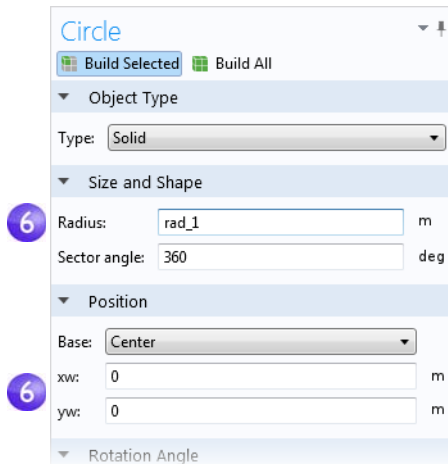 Circle
Build Selected Build All
Object Type
Type: Solid
Size and Shape
6 Radius: rad_1 m
Sector angle: 360 deg
Position
Base: Center
6 xw: 0 m
yw: 0 m
Rotation Angle